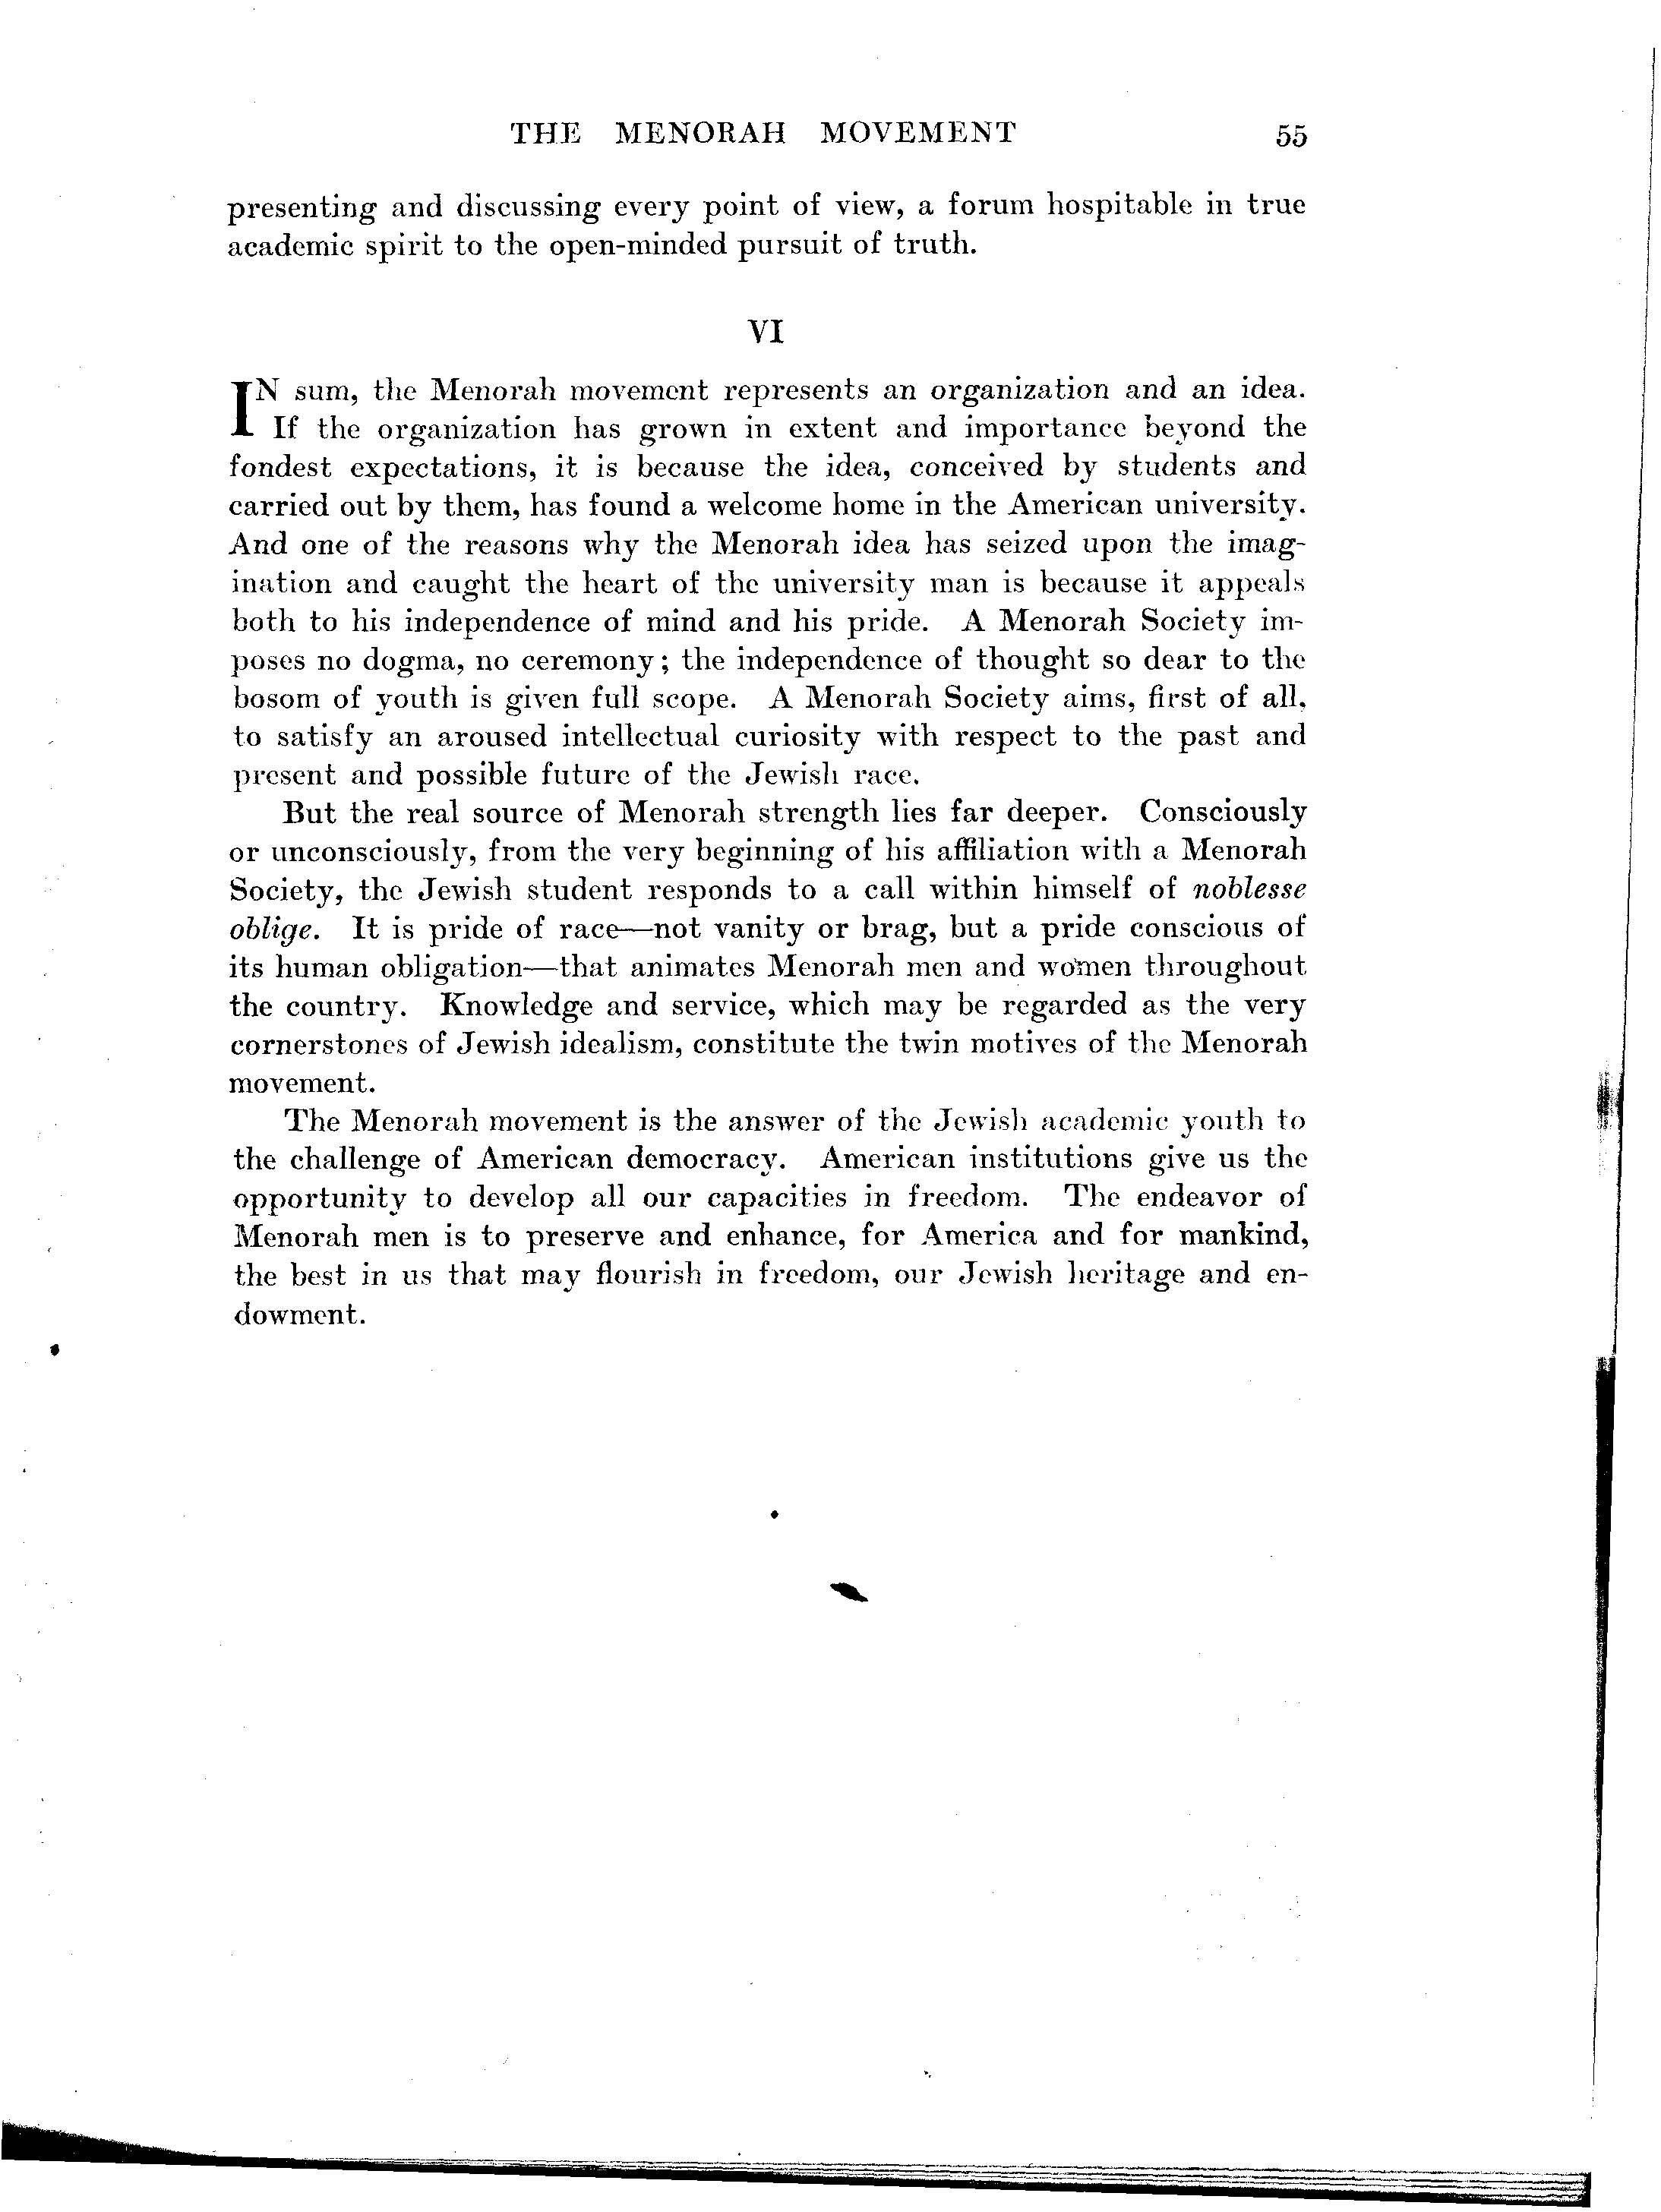 THE MENORAH MOVEMENT 55
presenting and discussing every point of view, a forum hospitable in true
academic spirit to the open-minded pursuit of truth.
VI
IN sum, the Menorah movement represents an organization and an idea.
If the organization has grown in extent and importance beyond the
fondest expectations, it is because the idea, conceived by students and
carried out by them, has found a welcome home in the American university.
And one of the reasons why the Menorah idea has seized upon the imag-
ination and caught the heart of the university man is because it appeals
both to his independence of mind and his pride. A Menorah Society im-
poses no dogma, no ceremony; the independence of thought so dear to the
bosom of youth is given full scope. A Menorah Society aims, first of all,
to satisfy an aroused intellectual curiosity with respect to the past and
present and possible future of the Jewish race.
But the real source of Menorah strength lies far deeper. Consciously
or unconsciously, from the very beginning of his affiliation with a Menorah
Society, the Jewish student responds to a call within himself of noblesse
oblige. It is pride of race—not vanity or brag, but a pride conscious of
its human obligation—that animates Menorah men and women throughout
the country. Knowledge and service, which may be regarded as the very
cornerstones of Jewish idealism, constitute the twin motives of the Menorah
movement.
The Menorah movement is the answer of the Jewish academic youth to
the challenge of American democracy. American institutions give us the
opportunity to develop all our capacities in freedom. The endeavor of
Menorah men is to preserve and enhance, for America and for mankind,
the best in us that may flourish in freedom, our Jewish heritage and en-
dowment.